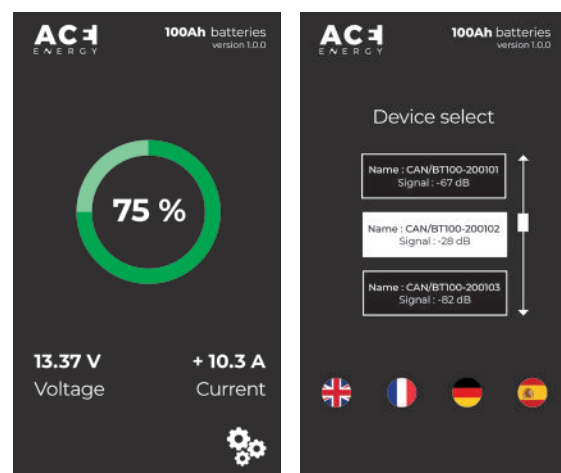 ACE
ENERGY
100Ah batteries
version 1.0.0
75 %
13.37 V
Voltage
+ 10.3 A
Current
ACE
ENERGY
100Ah batteries
version 1.0.0
Device select
Name : CAN/BT100-200101
Signal : -67 dB
Name : CAN/BT100-200102
Signal : -28 dB
Name : CAN/BT100-200103
Signal : -82 dB